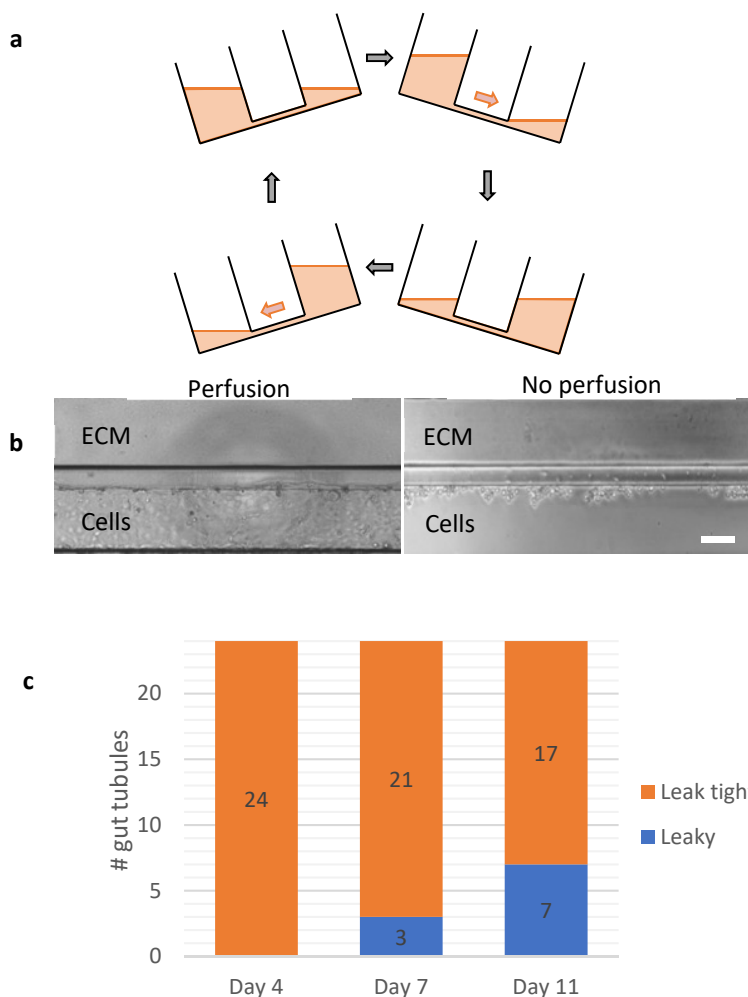 a
Perfusion
No perfusion
b
ECM
ECM
Cells
Cells
c
# gut tubules
20
15
10
5
0
24
21
17
3
7
Leak tigh
Leaky
Day 4
Day 7
Day 11